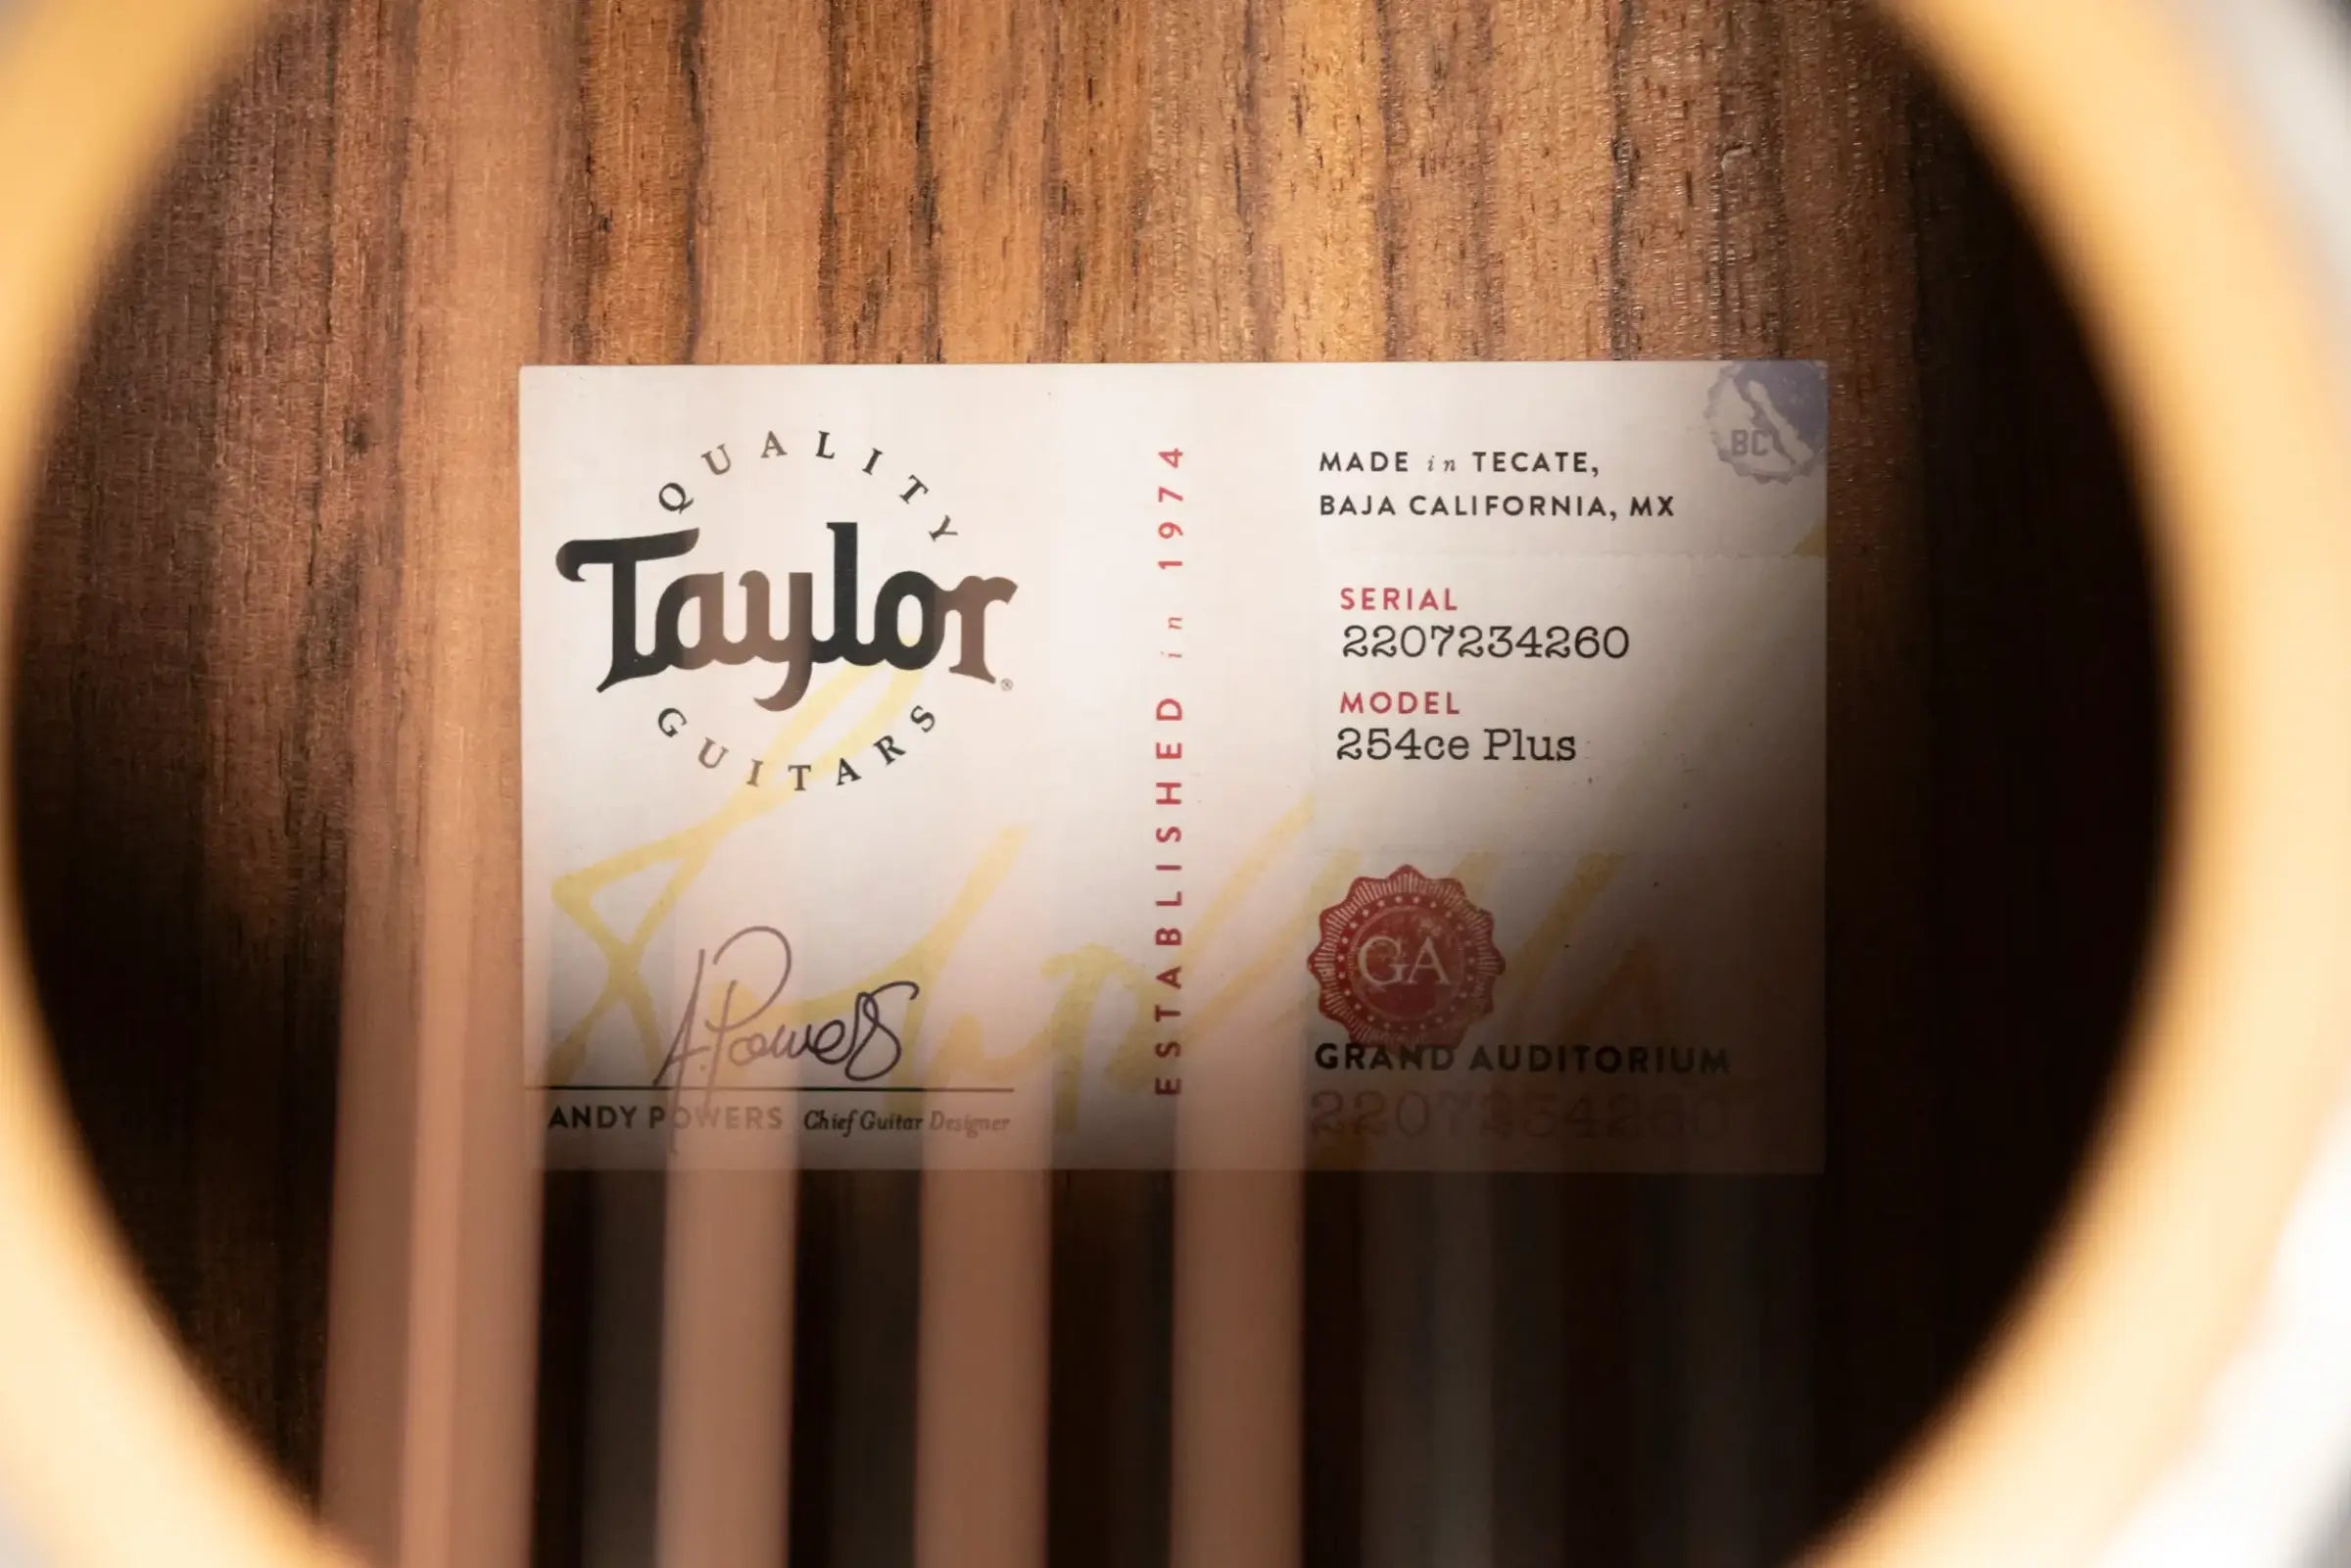 QUALITY
Taylor®
GUITARS
A. Powers
ANDY POWERS Chief Guitar Designer
ESTABLISHED in 1974
MADE in TECATE,
BAJA CALIFORNIA, MX
BC
SERIAL
2207234260
MODEL
254ce Plus
GA
GRAND AUDITORIUM